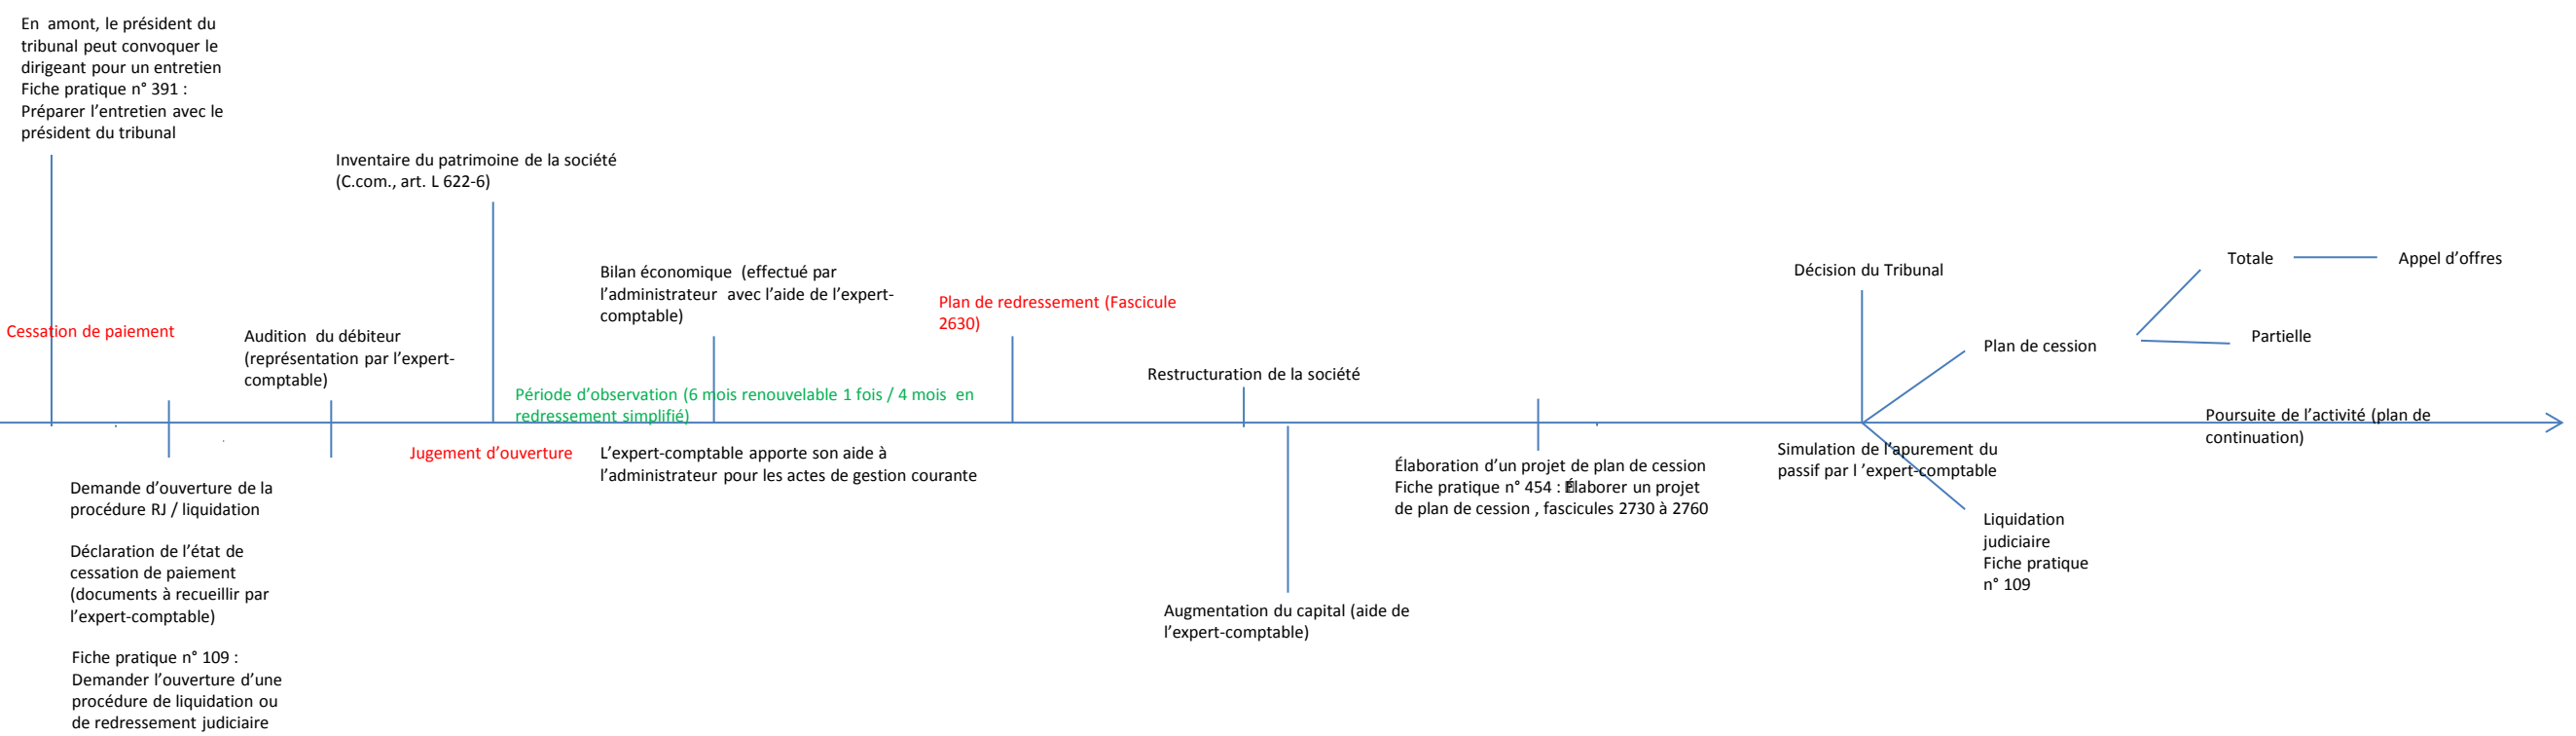 En amont, le président du
tribunal peut convoquer le
dirigeant pour un entretien
Fiche pratique n° 391 :
Préparer l'entretien avec le
président du tribunal
Cessation de paiement
Demande d'ouverture de la
procédure RJ / liquidation
Déclaration de l'état de
cessation de paiement
(documents à recueillir par
l'expert-comptable)
Fiche pratique n° 109 :
Demander l'ouverture d'une
procédure de liquidation ou
de redressement judiciaire
Audition du débiteur
(représentation par l'expert-
comptable)
Inventaire du patrimoine de la société
(C.com., art. L 622-6)
Jugement d'ouverture
Période d'observation (6 mois renouvelable 1 fois / 4 mois en
redressement simplifié)
Bilan économique (effectué par
l'administrateur avec l'aide de l'expert-
comptable)
L'expert-comptable apporte son aide à
l'administrateur pour les actes de gestion courante
Plan de redressement (Fascicule
2630)
Restructuration de la société
Augmentation du capital (aide de
l'expert-comptable)
Élaboration d'un projet de plan de cession
Fiche pratique n° 454 : Élaborer un projet
de plan de cession , fascicules 2730 à 2760
Décision du Tribunal
Simulation de l'apurement du
passif par l 'expert-comptable
Plan de cession
Totale
Appel d'offres
Partielle
Poursuite de l'activité (plan de
continuation)
Liquidation
judiciaire
Fiche pratique
n° 109